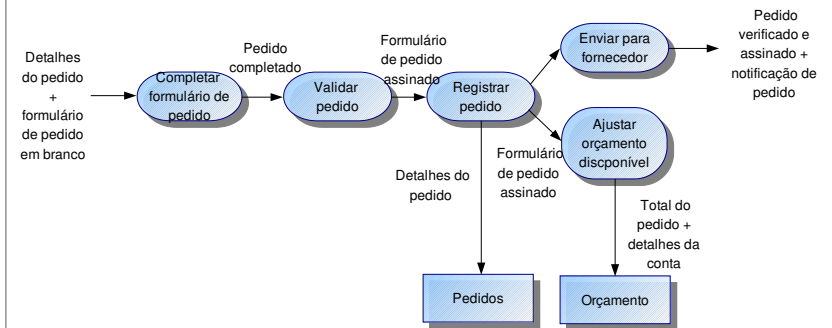 Detalhes
do pedido
+
formulário
de pedido
em branco
Completar
formulário de
pedido
Pedido
completado
Validar
pedido
Formulário
de pedido
assinado
Registrar
pedido
Enviar para
fornecedor
Pedido
verificado e
assinado +
notificação de
pedido
Formulário
de pedido
assinado
Ajustar
orçamento
discponível
Detalhes do
pedido
Total do
pedido +
detalhes da
conta
Pedidos
Orçamento